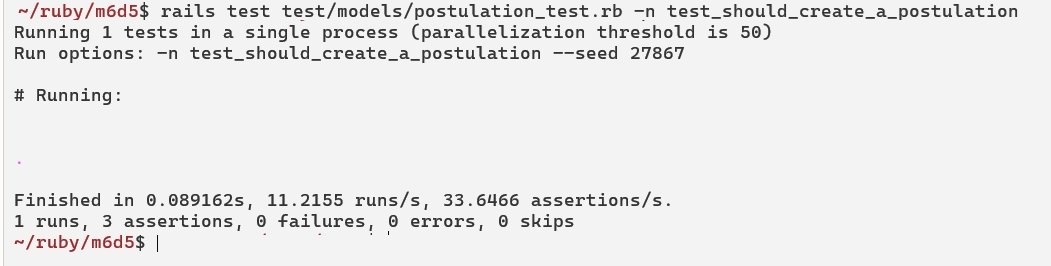 ~/ruby/m6d5$ rails test test/models/postulation_test.rb -n test_should_create_a_postulation
Running 1 tests in a single process (parallelization threshold is 50)
Run options: -n test_should_create_a_postulation --seed 27867
# Running:
.
Finished in 0.089162s, 11.2155 runs/s, 33.6466 assertions/s.
1 runs, 3 assertions, 0 failures, 0 errors, 0 skips
~/ruby/m6d5$